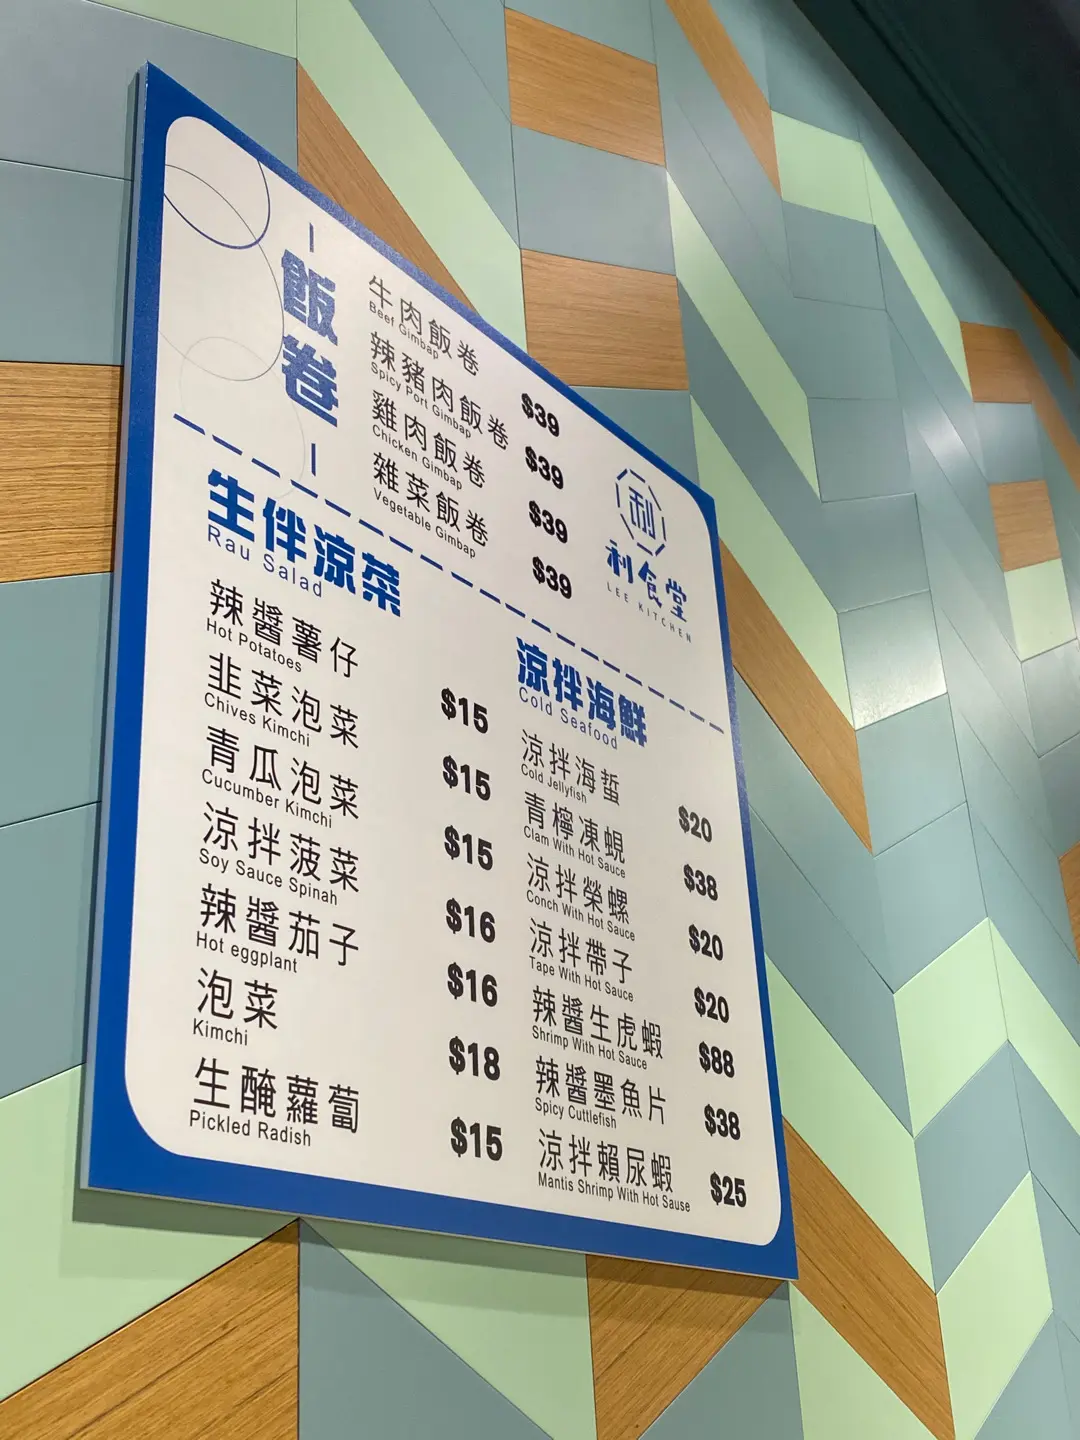 飯卷
牛肉飯卷 $39
Beef Gimbap
辣豬肉飯卷 $39
Spicy Port Gimbap
雞肉飯卷 $39
Chicken Gimbap
雜菜飯卷 $39
Vegetable Gimbap
利
利食堂
LEE KITCHEN
生伴涼菜
Rau Salad
辣醬薯仔 $15
Hot Potatoes
韭菜泡菜 $15
Chives Kimchi
青瓜泡菜 $15
Cucumber Kimchi
涼拌菠菜 $16
Soy Sauce Spinah
辣醬茄子 $16
Hot eggplant
泡菜 $18
Kimchi
生醃蘿蔔 $15
Pickled Radish
涼拌海鮮
Cold Seafood
涼拌海蜇 $20
Cold Jellyfish
青檸凍蜆 $38
Clam With Hot Sauce
涼拌榮螺 $20
Conch With Hot Sauce
涼拌帶子 $20
Tape With Hot Sauce
辣醬生虎蝦 $88
Shrimp With Hot Sauce
辣醬墨魚片 $38
Spicy Cuttlefish
涼拌賴尿蝦 $25
Mantis Shrimp With Hot Sause